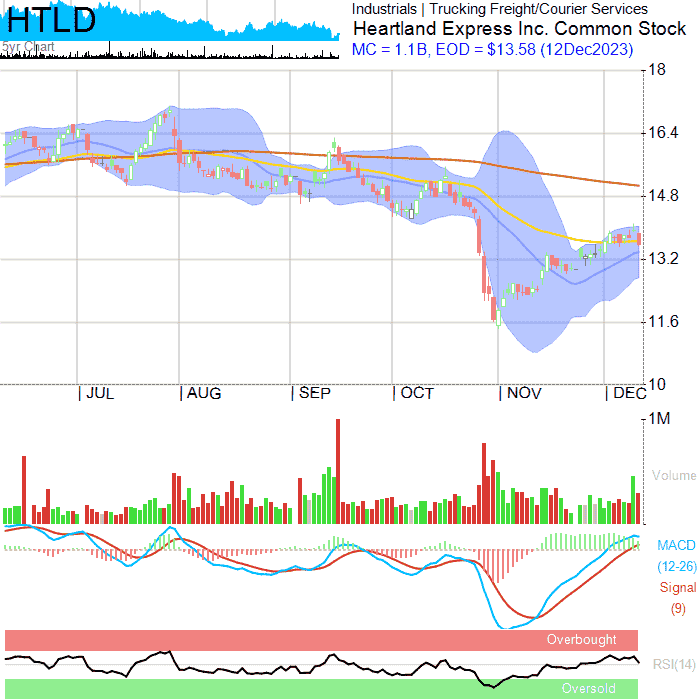 HTLD
5yr Chart
Industrials | Trucking Freight/Courier Services
Heartland Express Inc. Common Stock
MC = 1.1B, EOD = $13.58 (12Dec2023)
18
16.4
14.8
13.2
11.6
10
JUL AUG SEP OCT NOV DEC
1M
Volume
MACD
(12-26)
Signal
(9)
Overbought
RSI(14)
Oversold